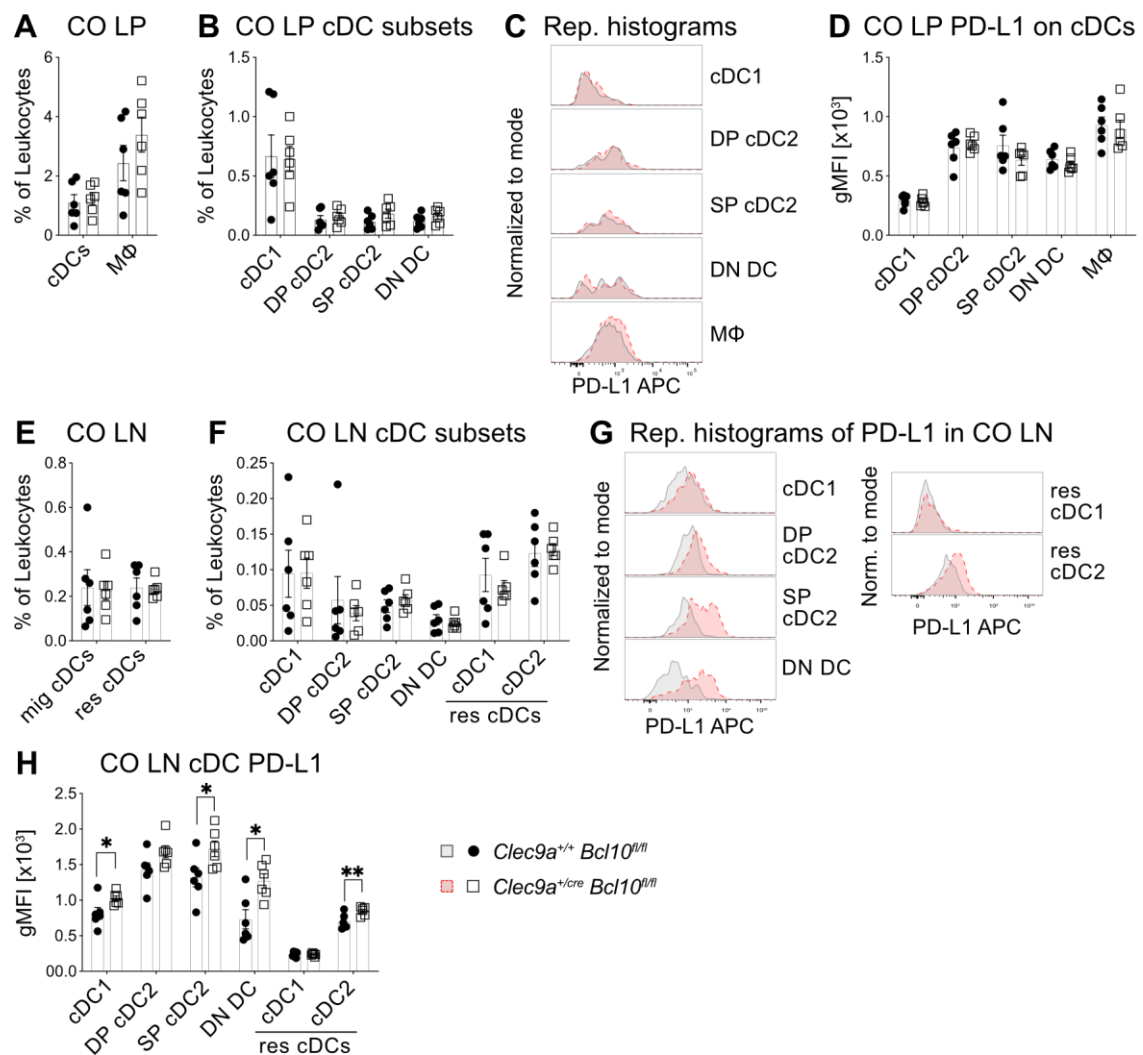 A CO LP
% of Leukocytes
6
4
2
0
cDCs
MΦ
B CO LP cDC subsets
% of Leukocytes
1.5
1.0
0.5
0.0
cDC1
DP cDC2
SP cDC2
DN DC
C Rep. histograms
Normalized to mode
cDC1
DP cDC2
SP cDC2
DN DC
MΦ
PD-L1 APC
D CO LP PD-L1 on cDCs
gMFI [x10³]
1.5
1.0
0.5
0.0
cDC1
DP cDC2
SP cDC2
DN DC
MΦ
E CO LN
% of Leukocytes
0.8
0.6
0.4
0.2
0.0
mig cDCs
res cDCs
F CO LN cDC subsets
% of Leukocytes
0.25
0.20
0.15
0.10
0.05
0.00
cDC1
DP cDC2
SP cDC2
DN DC
cDC1
cDC2
res cDCs
G Rep. histograms of PD-L1 in CO LN
Normalized to mode
cDC1
DP
cDC2
SP
cDC2
DN DC
PD-L1 APC
Norm. to mode
res
cDC1
res
cDC2
PD-L1 APC
H CO LN cDC PD-L1
gMFI [x10³]
2.5
2.0
1.5
1.0
0.5
00.0
*
*
*
**
cDC1
DP cDC2
SP cDC2
DN DC
cDC1
cDC2
res cDCs
Clec9a+/+ Bcl10fl/fl
Clec9a+/cre Bcl10fl/fl